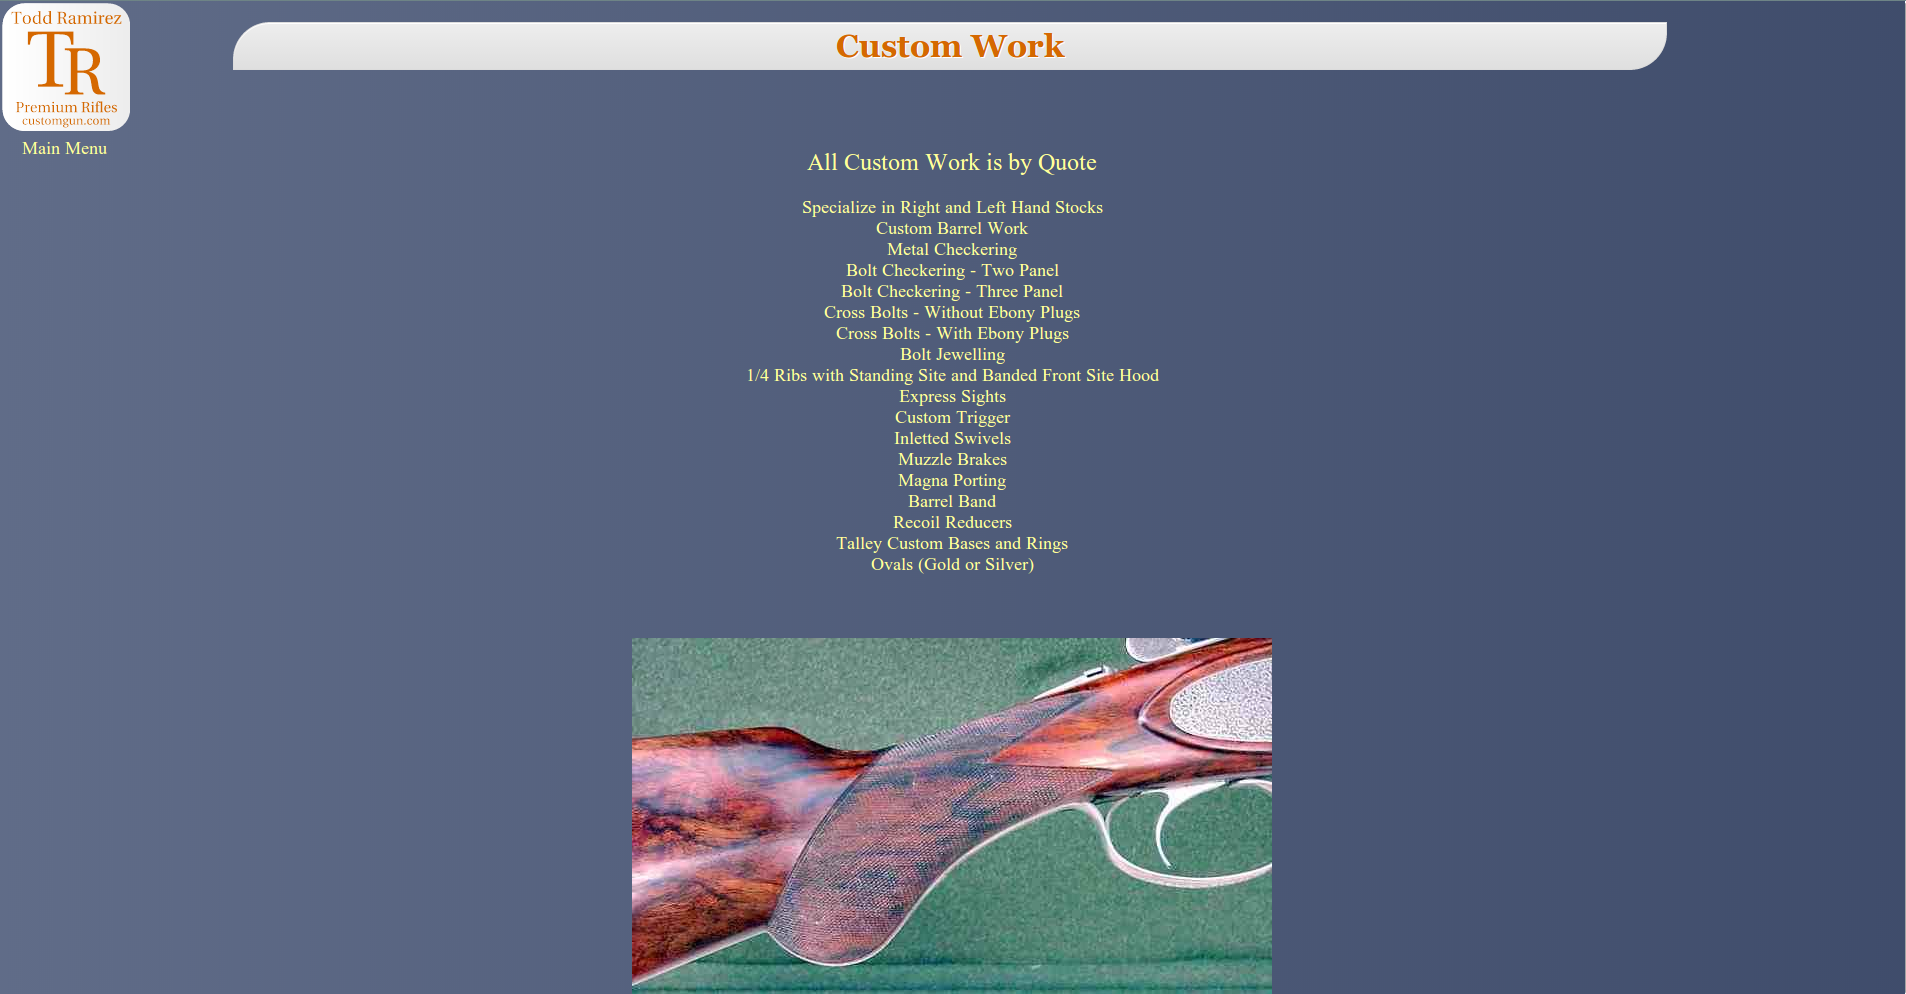 Todd Ramirez
TR
Premium Rifles
customgun.com
Main Menu
Custom Work
All Custom Work is by Quote
Specialize in Right and Left Hand Stocks
Custom Barrel Work
Metal Checkering
Bolt Checkering - Two Panel
Bolt Checkering - Three Panel
Cross Bolts - Without Ebony Plugs
Cross Bolts - With Ebony Plugs
Bolt Jewelling
1/4 Ribs with Standing Site and Banded Front Site Hood
Express Sights
Custom Trigger
Inletted Swivels
Muzzle Brakes
Magna Porting
Barrel Band
Recoil Reducers
Talley Custom Bases and Rings
Ovals (Gold or Silver)